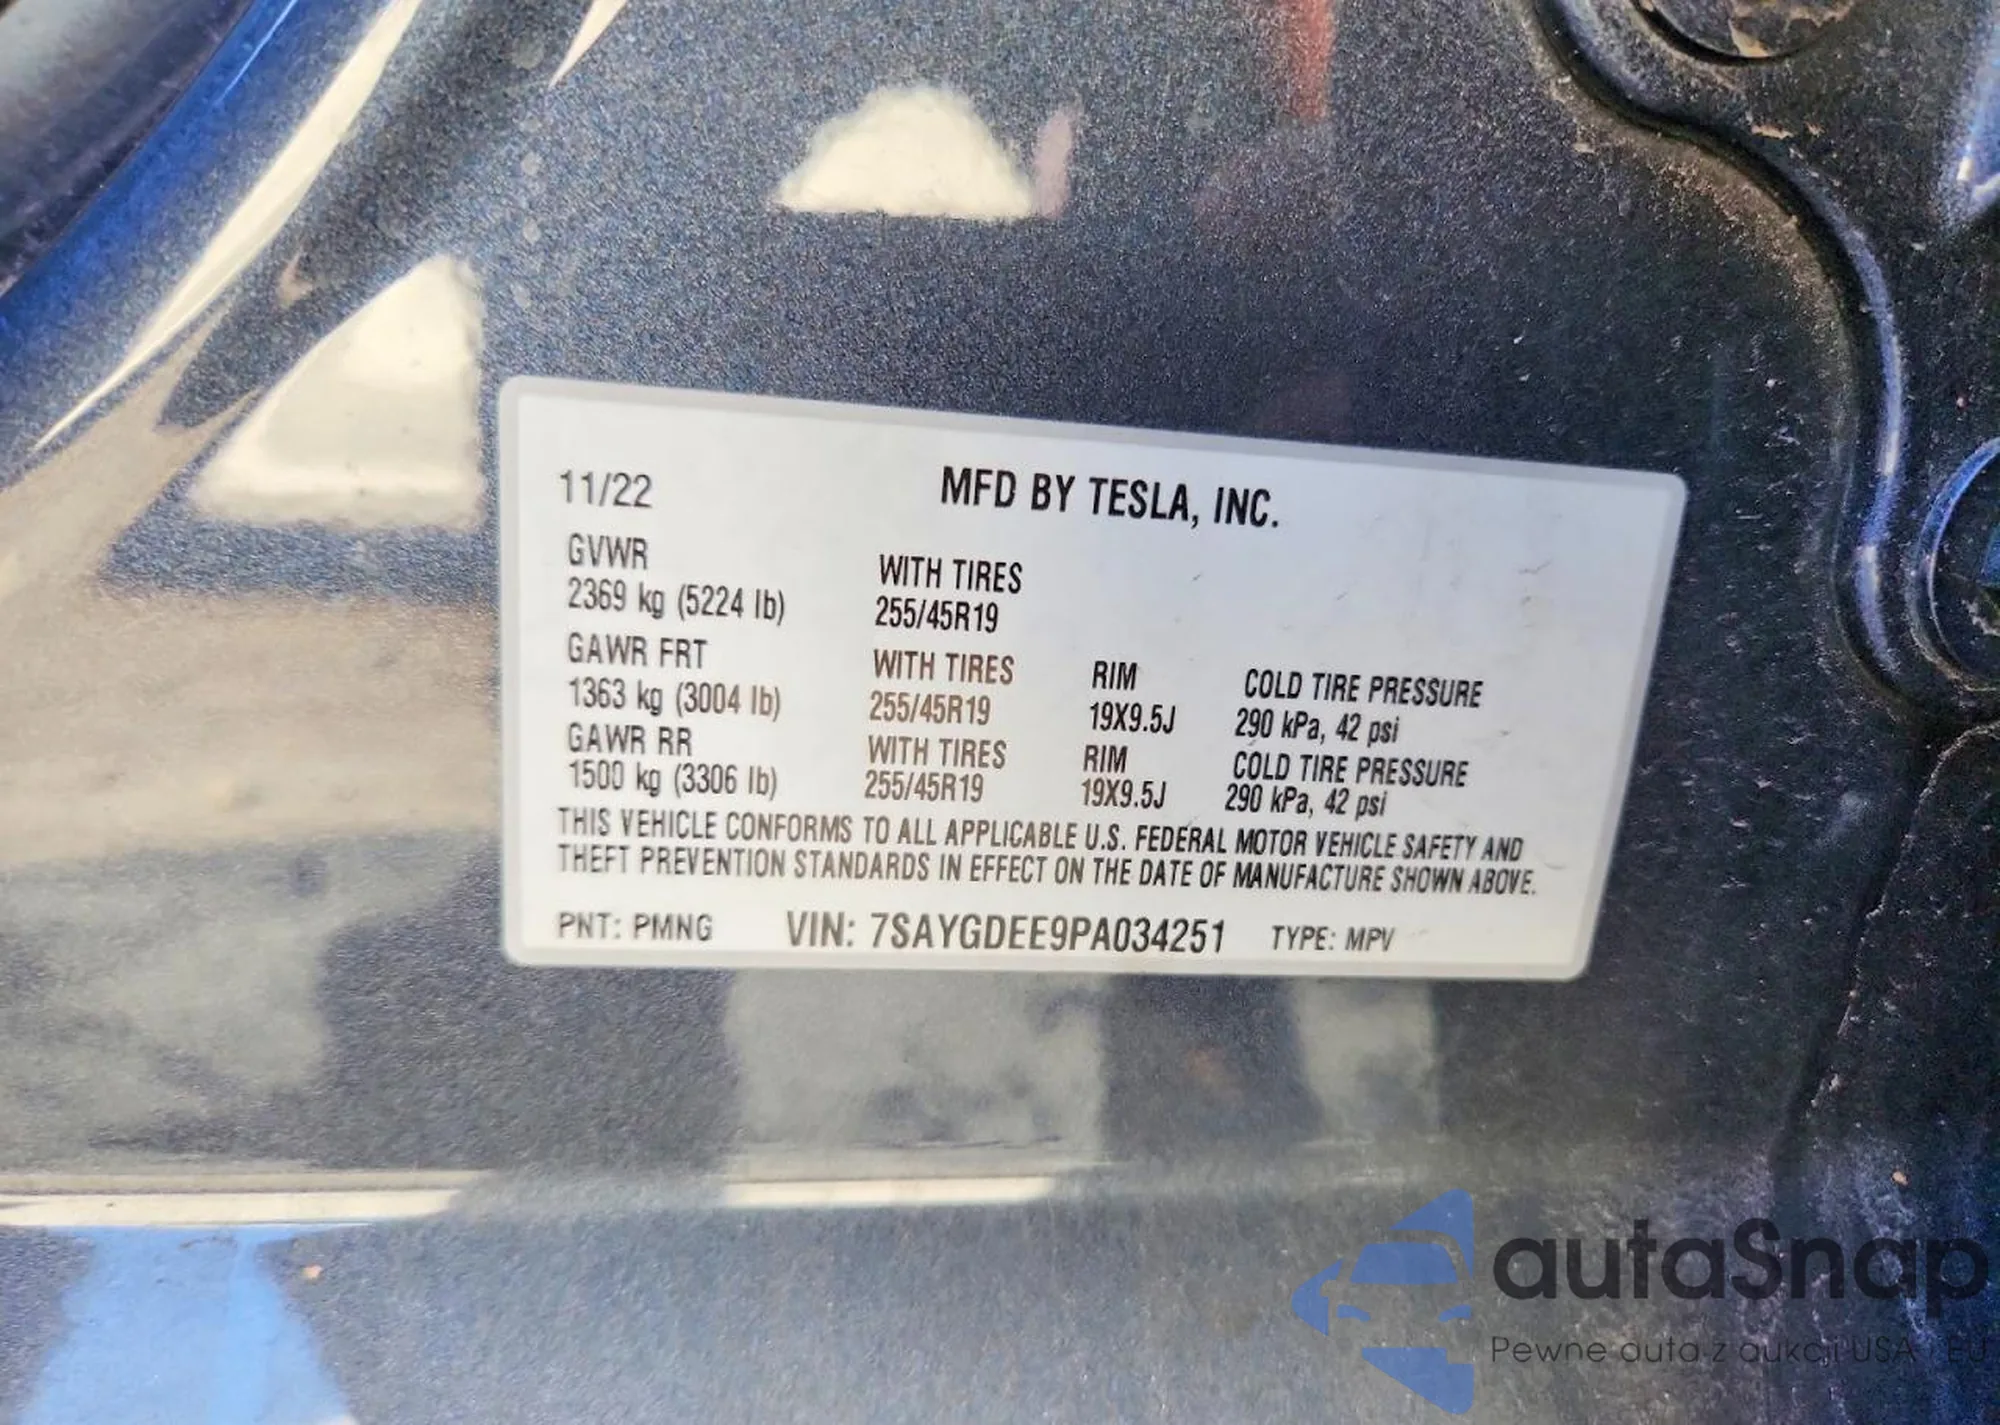 11/22 MFD BY TESLA, INC.
GVWR WITH TIRES
2369 kg (5224 lb) 255/45R19
GAWR FRT WITH TIRES RIM COLD TIRE PRESSURE
1363 kg (3004 lb) 255/45R19 19X9.5J 290 kPa, 42 psi
GAWR RR WITH TIRES RIM COLD TIRE PRESSURE
1500 kg (3306 lb) 255/45R19 19X9.5J 290 kPa, 42 psi
THIS VEHICLE CONFORMS TO ALL APPLICABLE U.S. FEDERAL MOTOR VEHICLE SAFETY AND
THEFT PREVENTION STANDARDS IN EFFECT ON THE DATE OF MANUFACTURE SHOWN ABOVE.
PNT: PMNG VIN: 7SAYGDEE9PA034251 TYPE: MPV
autaSnap
Pewne auta z aukcji USA i EU